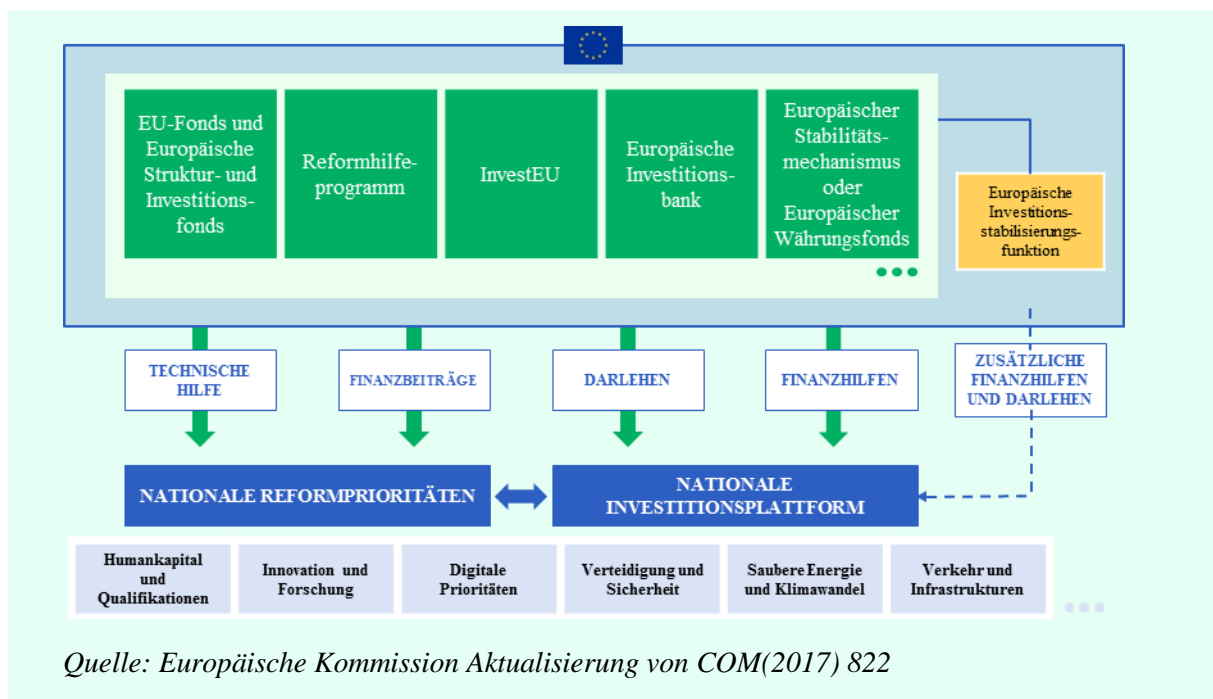 EU-Fonds und
Europäische
Struktur- und
Investitions-
fonds
Reformhilfe-
programm
InvestEU
Europäische
Investitions-
bank
Europäischer
Stabilitäts-
mechanismus
oder
Europäischer
Währungsfonds
Europäische
Investitions-
stabilisierungs-
funktion
TECHNISCHE
HILFE
FINANZBEITRÄGE
DARLEHEN
FINANZHILFEN
ZUSÄTZLICHE
FINANZHILFEN
UND DARLEHEN
NATIONALE REFORMPRIORITÄTEN
NATIONALE
INVESTITIONSPLATTFORM
Humankapital
und
Qualifikationen
Innovation und
Forschung
Digitale
Prioritäten
Verteidigung und
Sicherheit
Saubere Energie
und Klimawandel
Verkehr und
Infrastrukturen
Quelle: Europäische Kommission Aktualisierung von COM(2017) 822